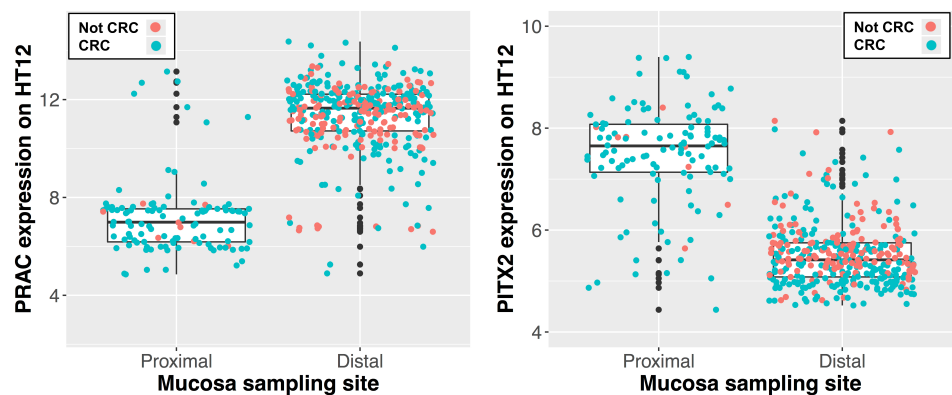 Not CRC
CRC
PRAC expression on HT12
12
8
4
Proximal
Distal
Mucosa sampling site
Not CRC
CRC
PITX2 expression on HT12
10
8
6
4
Proximal
Distal
Mucosa sampling site